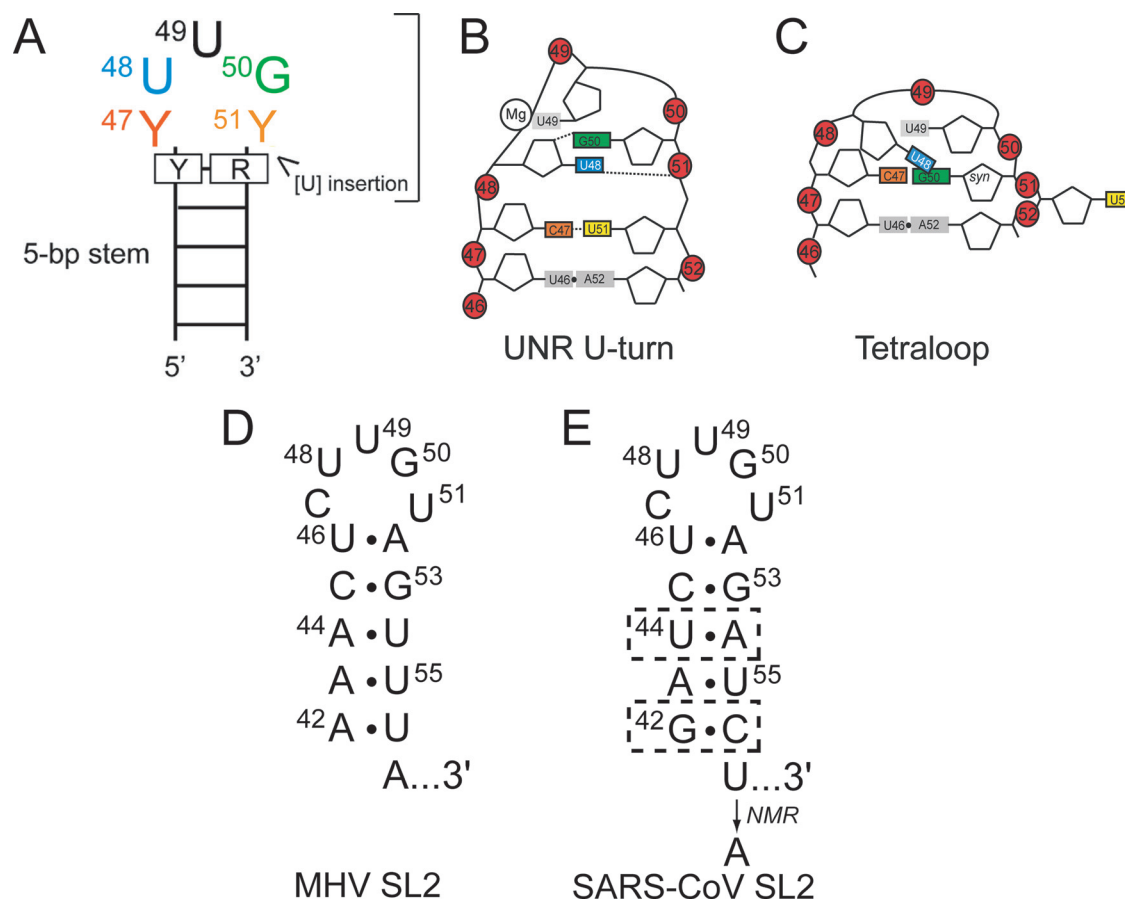 A
49U
48U 50G
47Y 51Y
Y R
[U] insertion
5-bp stem
5' 3'
B
49
Mg
U49
50
G50
U48
51
48
C47 U51
47
52
U46•A52
46
UNR U-turn
C
49
48
U49
50
U48
C47 G50 syn
51
47
52
U5
U46•A52
46
Tetraloop
D
U49
48U G50
C U51
46U•A
C•G53
44A•U
A•U55
42A•U
A...3'
MHV SL2
E
U49
48U G50
C U51
46U•A
C•G53
44U•A
A•U55
42G•C
U...3'
NMR
A
SARS-CoV SL2